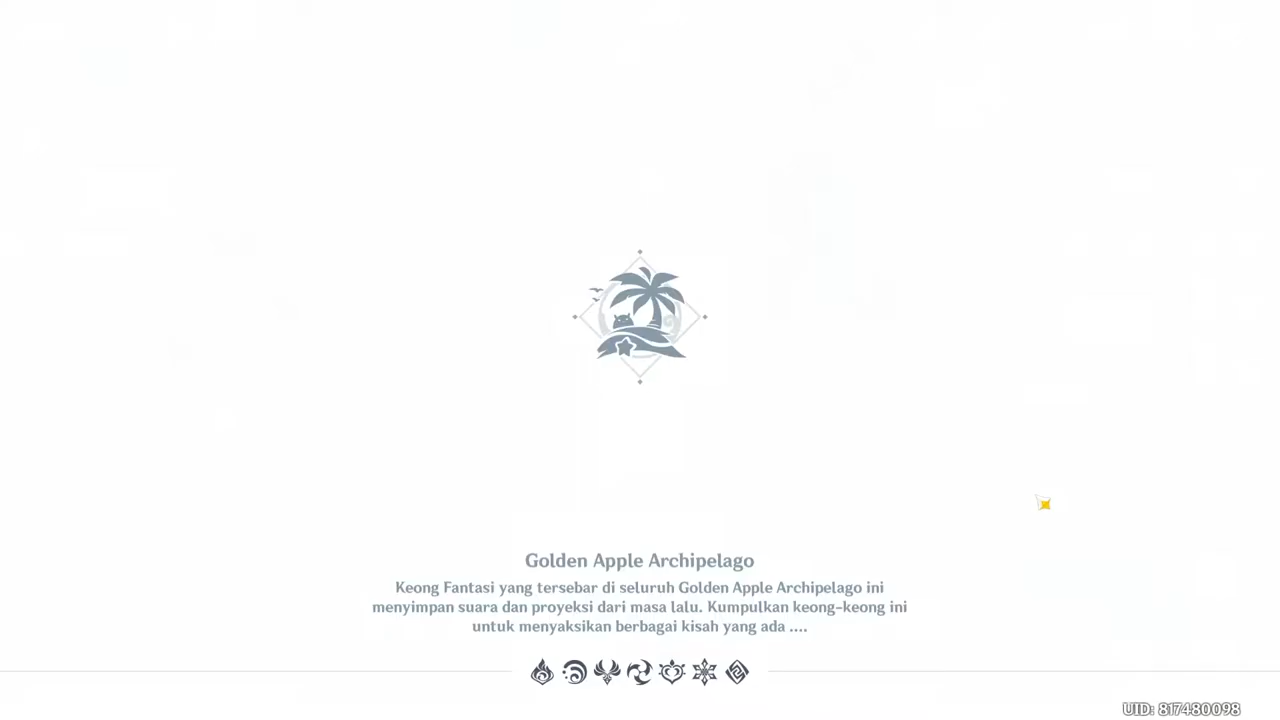 Golden Apple Archipelago
Keong Fantasi yang tersebar di seluruh Golden Apple Archipelago ini
menyimpan suara dan proyeksi dari masa lalu. Kumpulkan keong-keong ini
untuk menyaksikan berbagai kisah yang ada ....
UID: 817480098